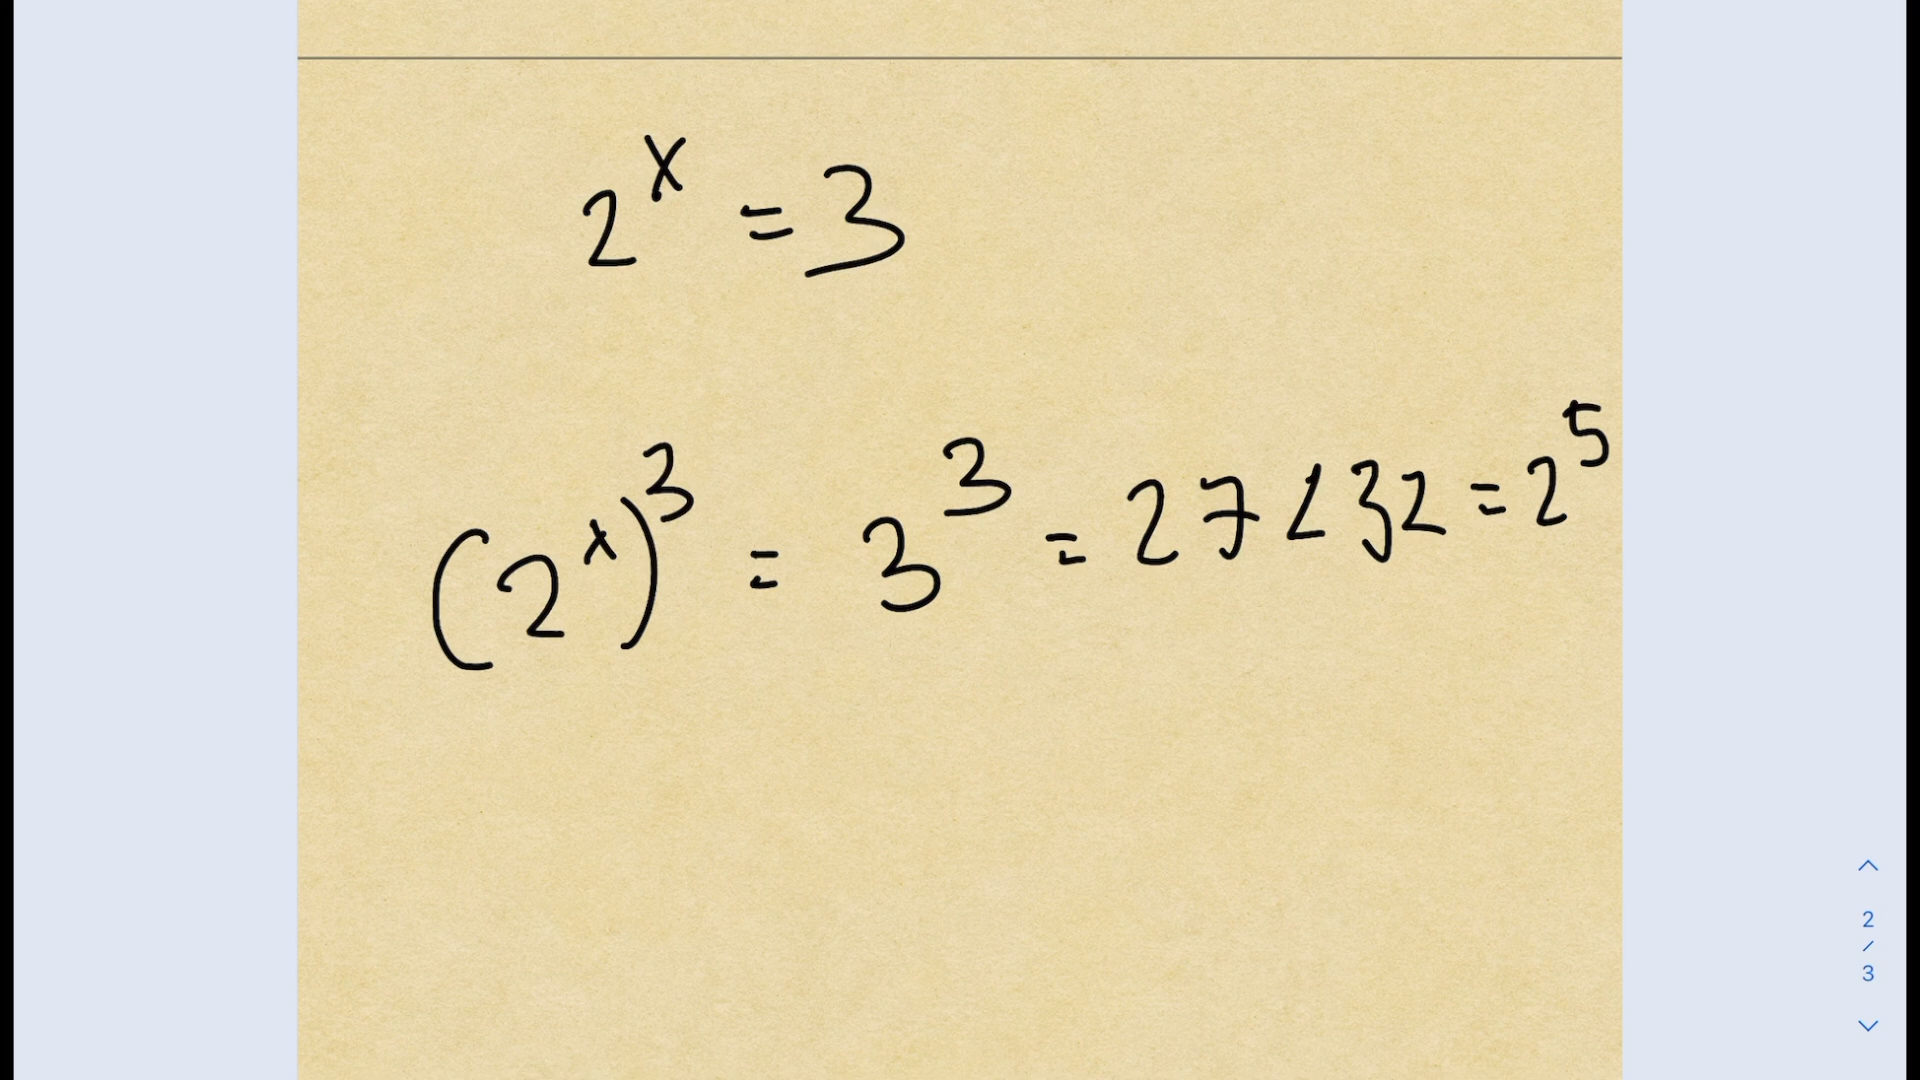 2^x = 3
(2^x)^3 = 3^3 = 27 < 32 = 2^5
2
/
3